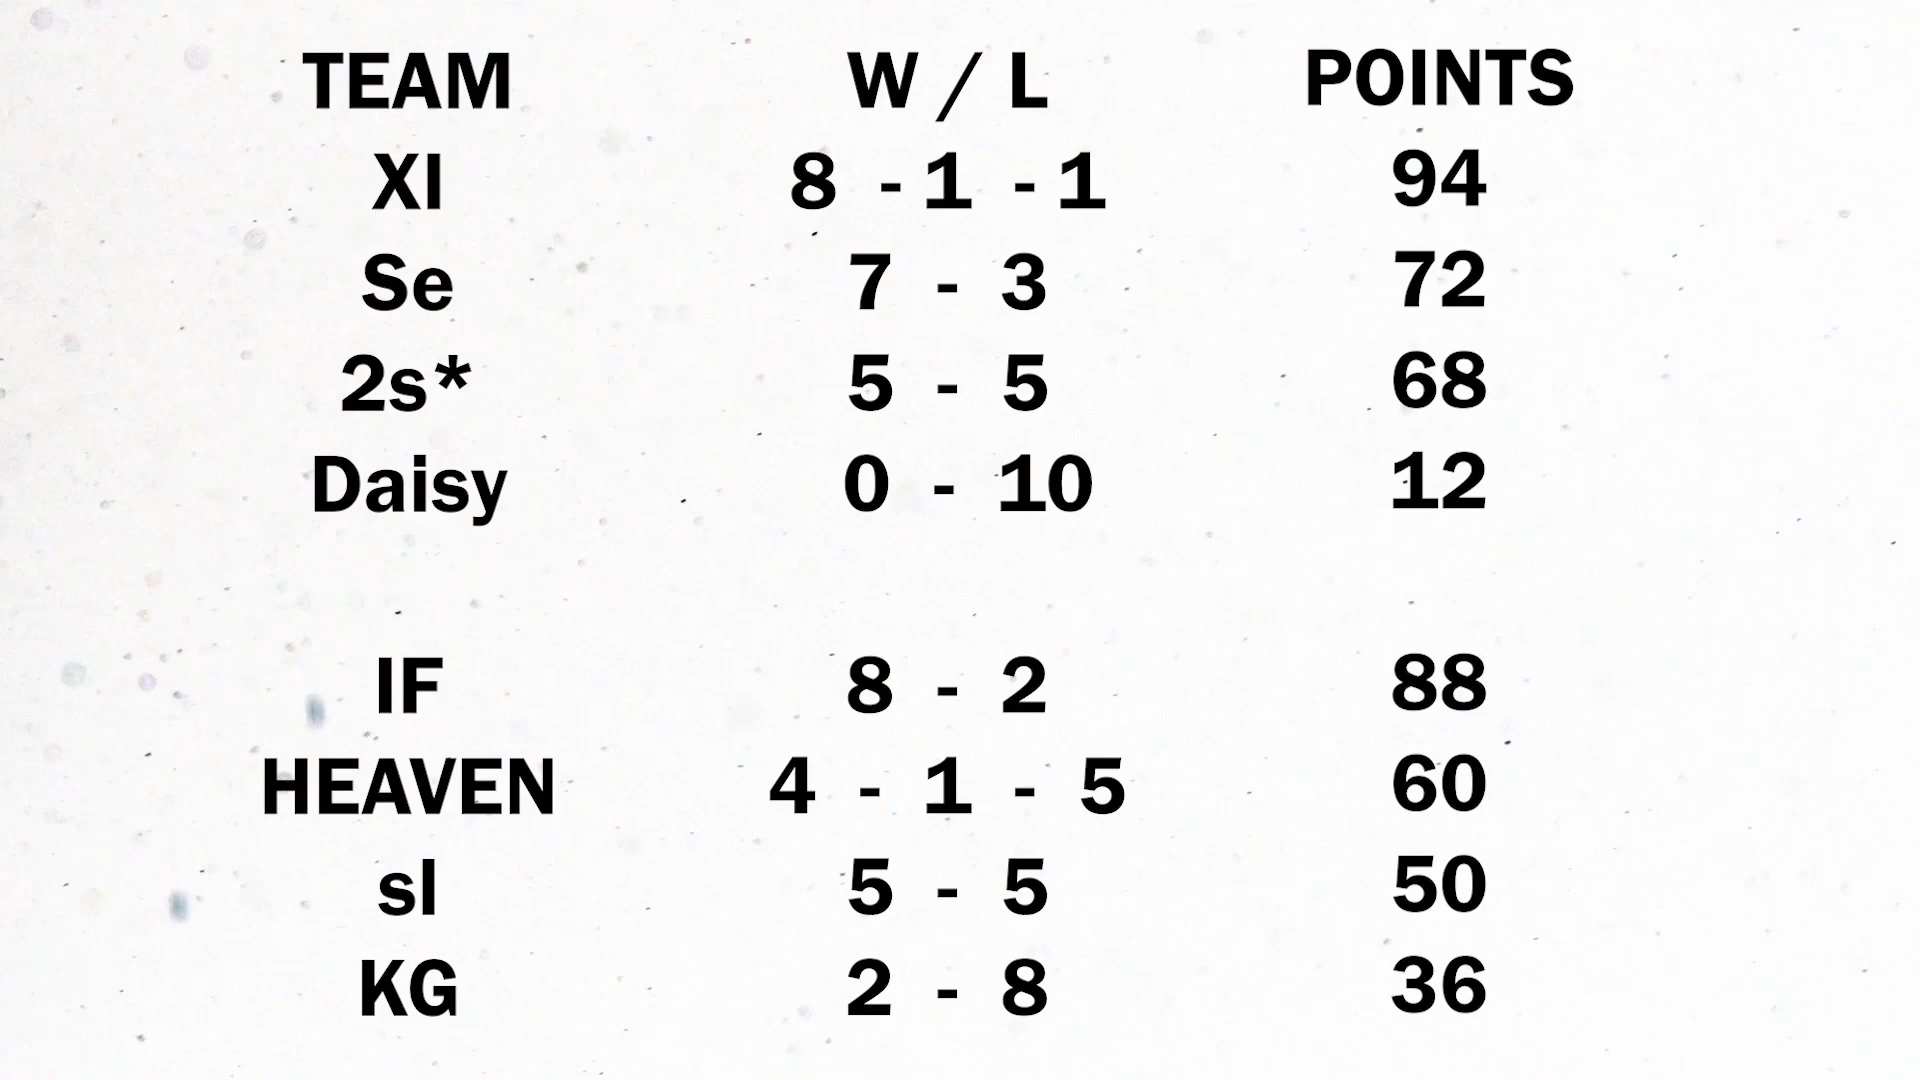 TEAM W / L POINTS
XI 8 - 1 - 1 94
Se 7 - 3 72
2s* 5 - 5 68
Daisy 0 - 10 12
IF 8 - 2 88
HEAVEN 4 - 1 - 5 60
sl 5 - 5 50
KG 2 - 8 36